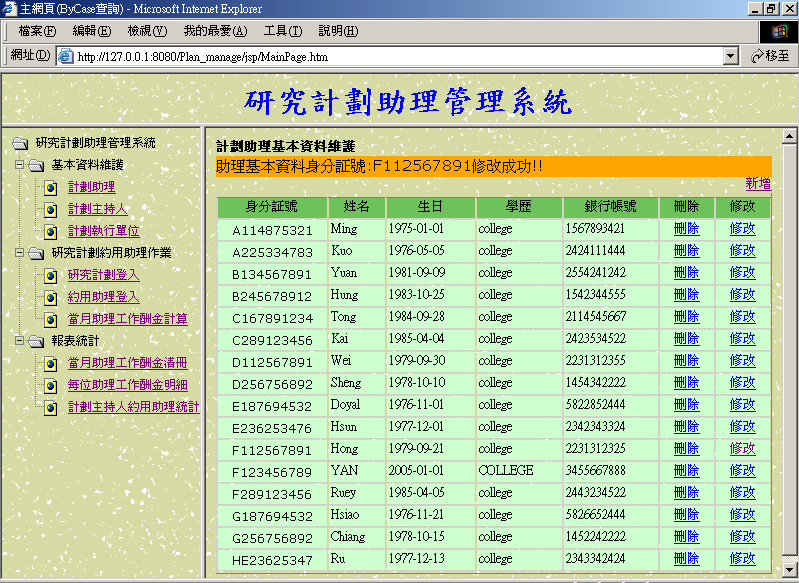 主網頁(ByCase查詢) - Microsoft Internet Explorer
檔案(F) 編輯(E) 檢視(V) 我的最愛(A) 工具(T) 說明(H)
網址(D) http://127.0.0.1:8080/Plan_manage/jsp/MainPage.htm 移至
研究計劃助理管理系統
研究計劃助理管理系統
基本資料維護
計劃助理
計劃主持人
計劃執行單位
研究計劃約用助理作業
研究計劃登入
約用助理登入
當月助理工作酬金計算
報表統計
當月助理工作酬金清冊
每位助理工作酬金明細
計劃主持人約用助理統計
計劃助理基本資料維護
助理基本資料身分証號:F112567891修改成功!!
新增
身分証號 姓名 生日 學歷 銀行帳號 刪除 修改
A114875321 Ming 1975-01-01 college 1567893421 刪除 修改
A225334783 Kuo 1976-05-05 college 2424111444 刪除 修改
B134567891 Yuan 1981-09-09 college 2554241242 刪除 修改
B245678912 Hung 1983-10-25 college 1542344555 刪除 修改
C167891234 Tong 1984-09-28 college 2114545667 刪除 修改
C289123456 Kai 1985-04-04 college 2423534522 刪除 修改
D112567891 Wei 1979-09-30 college 2231312355 刪除 修改
D256756892 Sheng 1978-10-10 college 1454342222 刪除 修改
E187694532 Doyal 1976-11-01 college 5822852444 刪除 修改
E236253476 Hsun 1977-12-01 college 2342343324 刪除 修改
F112567891 Hong 1979-09-21 college 2231312325 刪除 修改
F123456789 YAN 2005-01-01 COLLEGE 3455667888 刪除 修改
F289123456 Ruey 1985-04-05 college 2443234522 刪除 修改
G187694532 Hsiao 1976-11-21 college 5826652444 刪除 修改
G256756892 Chiang 1978-10-15 college 1452242222 刪除 修改
HE23625347 Ru 1977-12-13 college 2343342424 刪除 修改